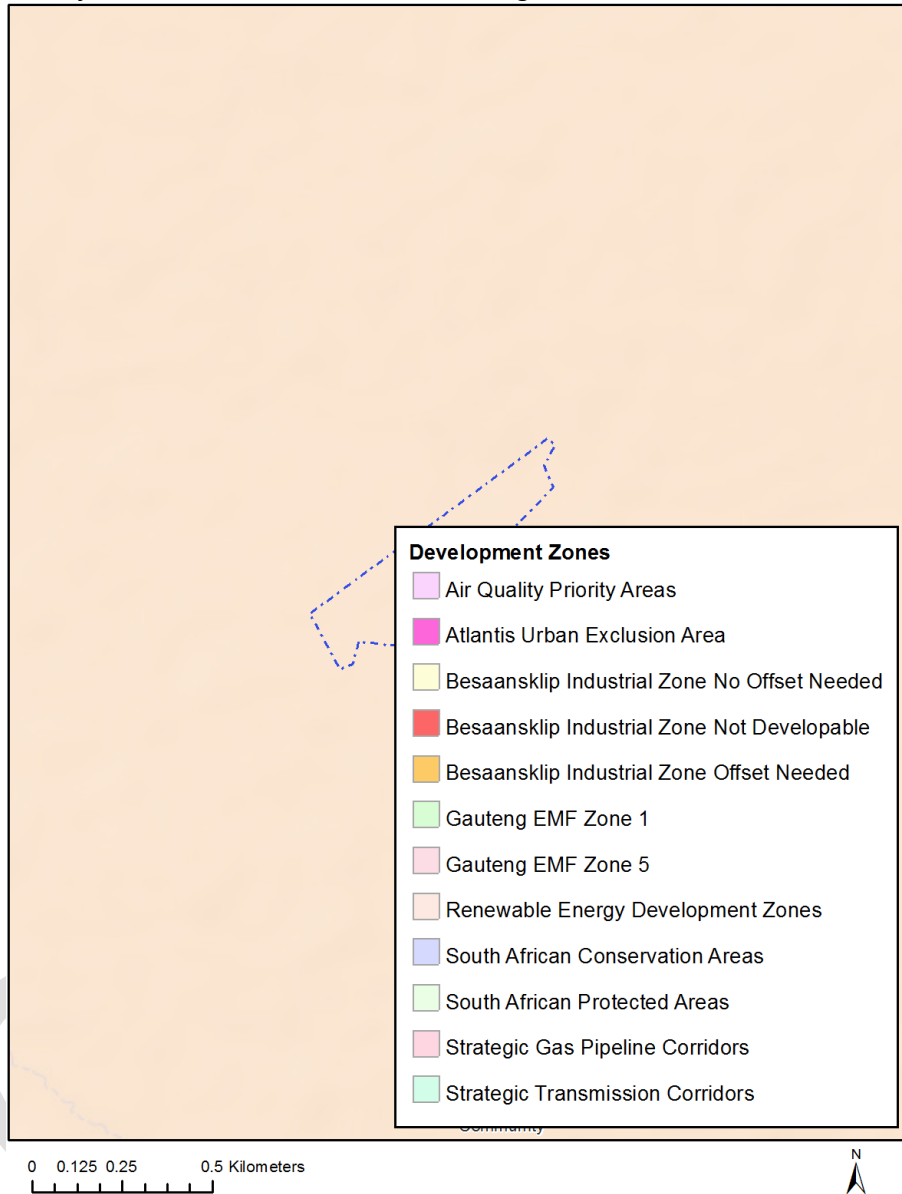 Development Zones
Air Quality Priority Areas
Atlantis Urban Exclusion Area
Besaansklip Industrial Zone No Offset Needed
Besaansklip Industrial Zone Not Developable
Besaansklip Industrial Zone Offset Needed
Gauteng EMF Zone 1
Gauteng EMF Zone 5
Renewable Energy Development Zones
South African Conservation Areas
South African Protected Areas
Strategic Gas Pipeline Corridors
Strategic Transmission Corridors
Community
0 0.125 0.25 0.5 Kilometers
N